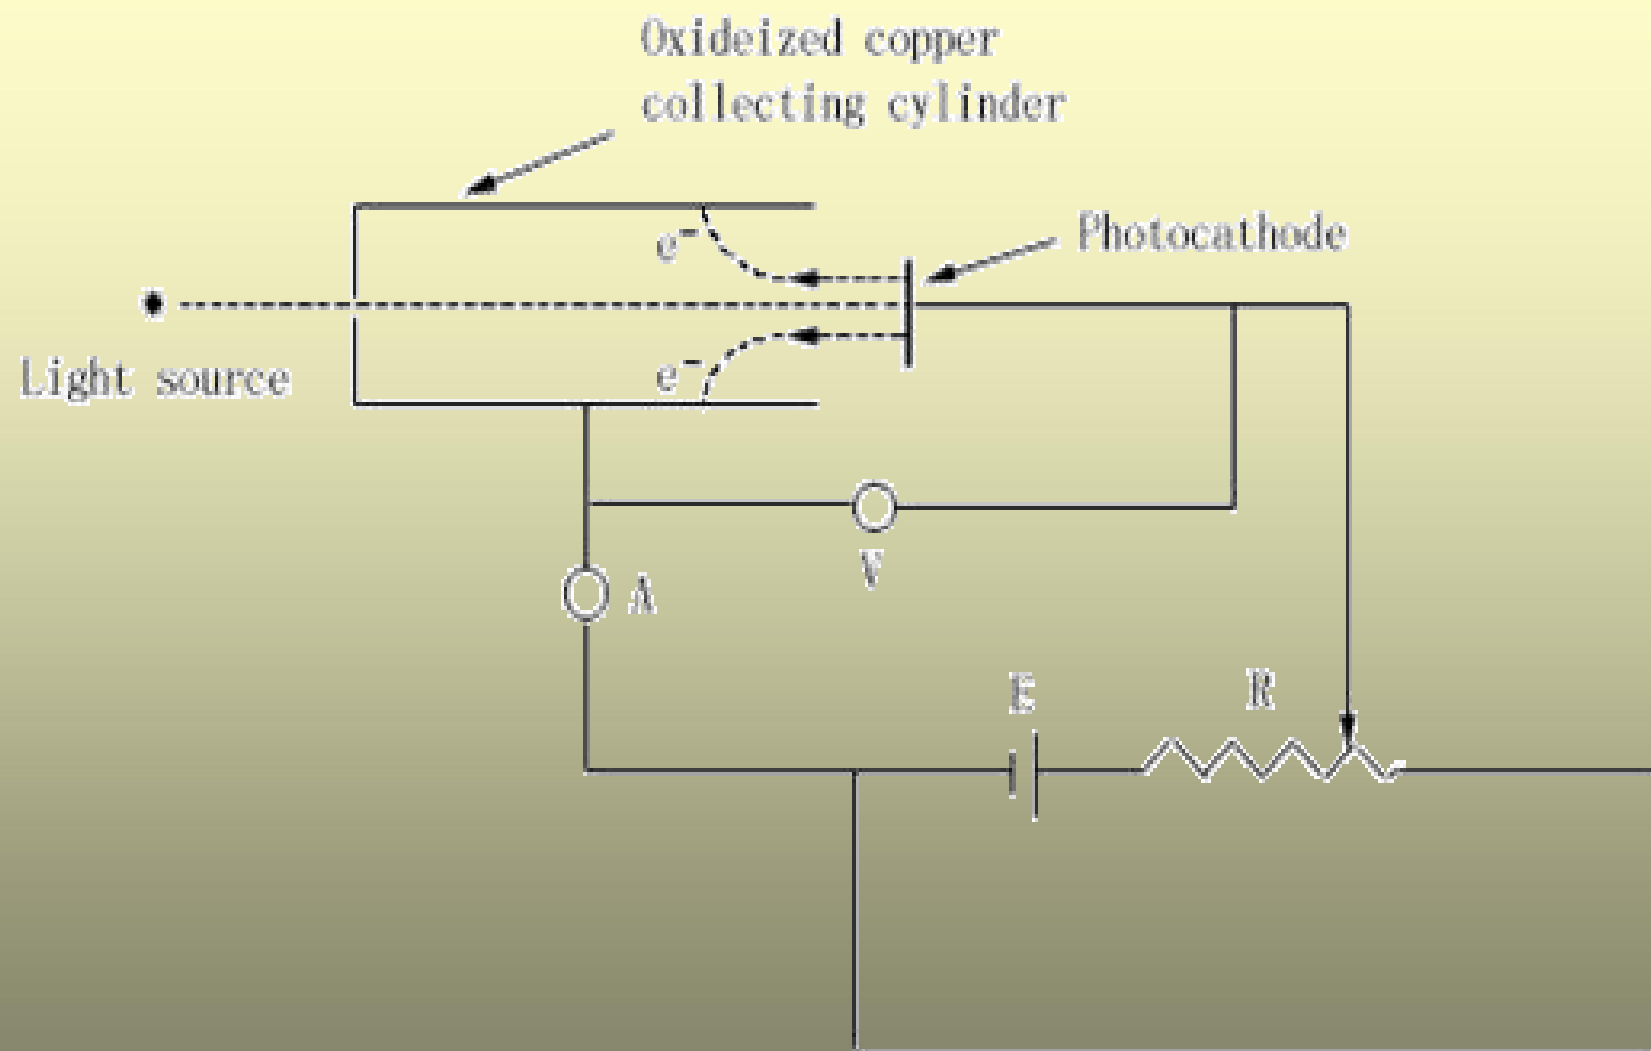 Oxideized copper
collecting cylinder
Photocathode
e⁻
Light source
e⁻
V
A
E
R